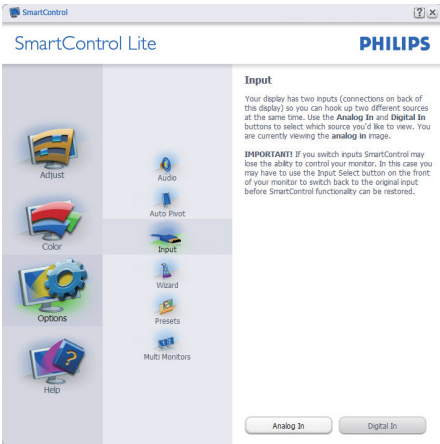 SmartControl
SmartControl Lite
PHILIPS
Adjust
Color
Options
Help
Audio
Auto Pivot
Input
Wizard
Presets
Multi Monitors
Input
Your display has two inputs (connections on back of
this display) so you can hook up two different sources
at the same time. Use the Analog In and Digital In
buttons to select which source you'd like to view. You
are currently viewing the analog in image.
IMPORTANT! If you switch inputs SmartControl may
lose the ability to control your monitor. In this case you
may have to use the Input Select button on the front
of your monitor to switch back to the original input
before SmartControl functionality can be restored.
Analog In
Digital In